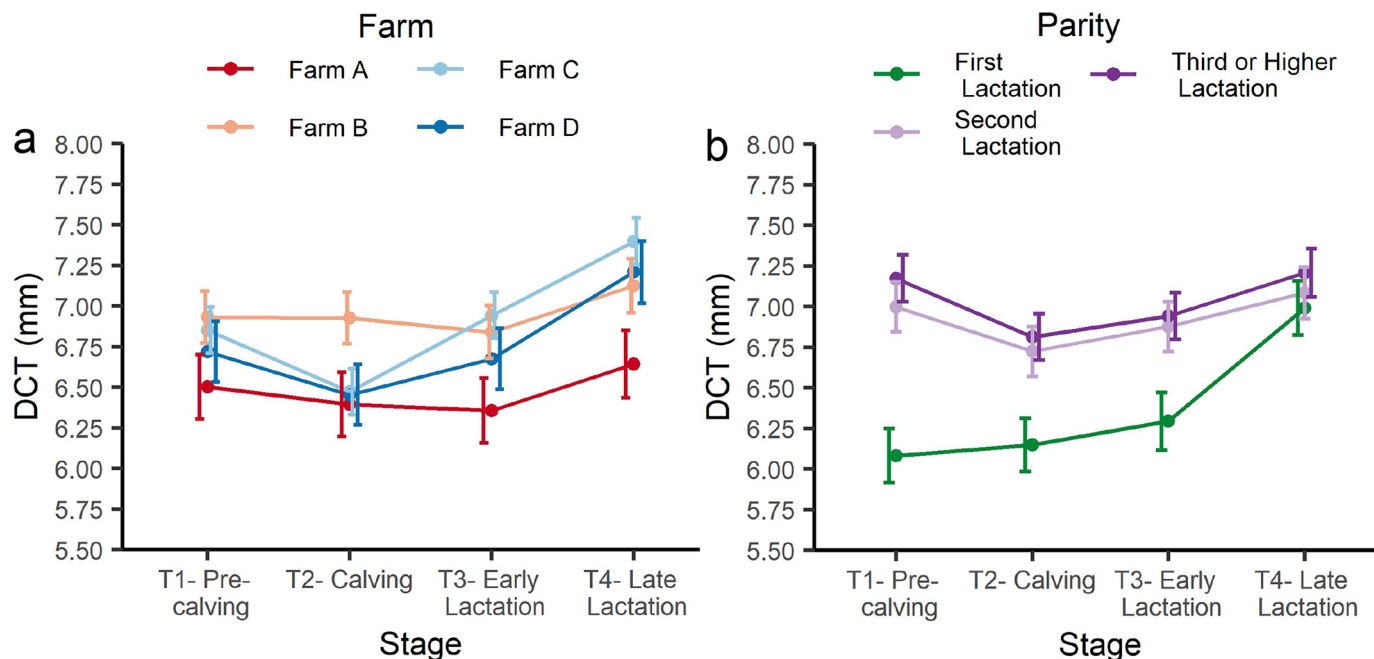 Farm
Farm A
Farm C
Farm B
Farm D
a
8.00
7.75
7.50
7.25
7.00
6.75
6.50
6.25
6.00
5.75
5.50
DCT (mm)
T1- Pre-
calving
T2- Calving
T3- Early
Lactation
T4- Late
Lactation
Stage
Parity
First
Lactation
Third or Higher
Lactation
Second
Lactation
b
8.00
7.75
7.50
7.25
7.00
6.75
6.50
6.25
6.00
5.75
5.50
DCT (mm)
T1- Pre-
calving
T2- Calving
T3- Early
Lactation
T4- Late
Lactation
Stage